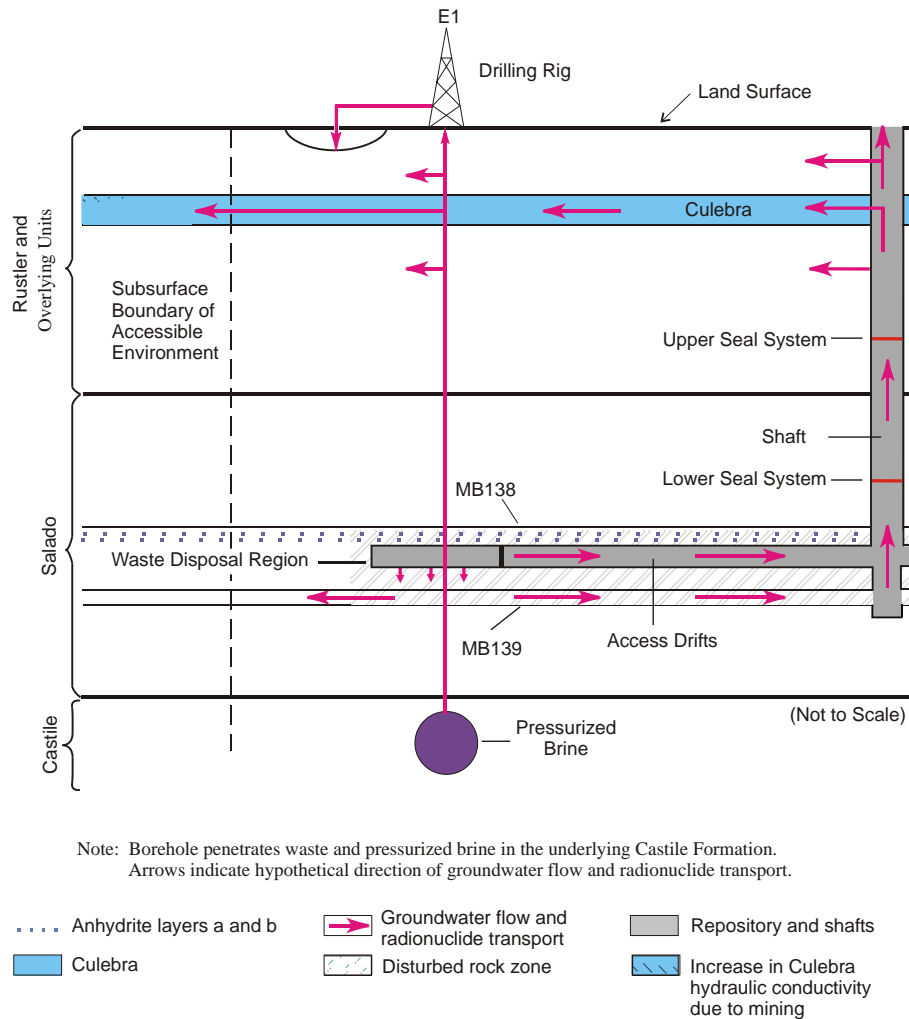 E1
Drilling Rig
Land Surface
Culebra
Rustler and
Overlying Units
Subsurface
Boundary of
Accessible
Environment
Upper Seal System
Shaft
Lower Seal System
MB138
Salado
Waste Disposal Region
Access Drifts
MB139
(Not to Scale)
Castile
Pressurized
Brine
Note: Borehole penetrates waste and pressurized brine in the underlying Castile Formation.
Arrows indicate hypothetical direction of groundwater flow and radionuclide transport.
Anhydrite layers a and b
Groundwater flow and
radionuclide transport
Repository and shafts
Culebra
Disturbed rock zone
Increase in Culebra
hydraulic conductivity
due to mining